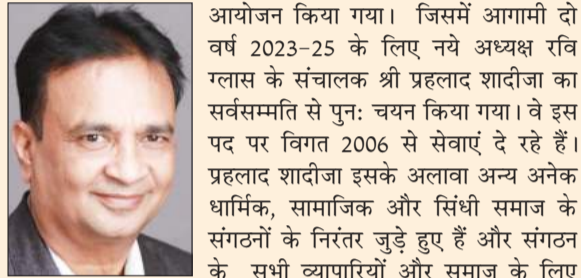 आयोजन किया गया। जिसमें आगामी दो
वर्ष 2023-25 के लिए नये अध्यक्ष रवि
ग्लास के संचालक श्री प्रहलाद शादीजा का
सर्वसम्मति से पुनः चयन किया गया। वे इस
पद पर विगत 2006 से सेवाएं दे रहे हैं।
प्रहलाद शादीजा इसके अलावा अन्य अनेक
धार्मिक, सामाजिक और सिंधी समाज के
संगठनों के निरंतर जुड़े हुए हैं और संगठन
के सभी व्यापारियों और समाज के लिए